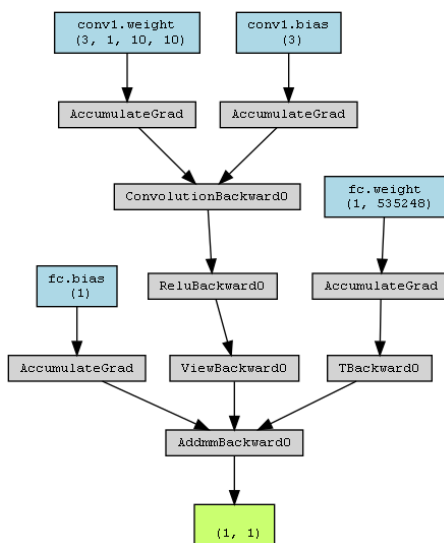 conv1.weight
(3, 1, 10, 10)
conv1.bias
(3)
AccumulateGrad
AccumulateGrad
ConvolutionBackward0
fc.weight
(1, 535248)
fc.bias
(1)
ReluBackward0
AccumulateGrad
AccumulateGrad
ViewBackward0
TBackward0
AddmmBackward0
(1, 1)